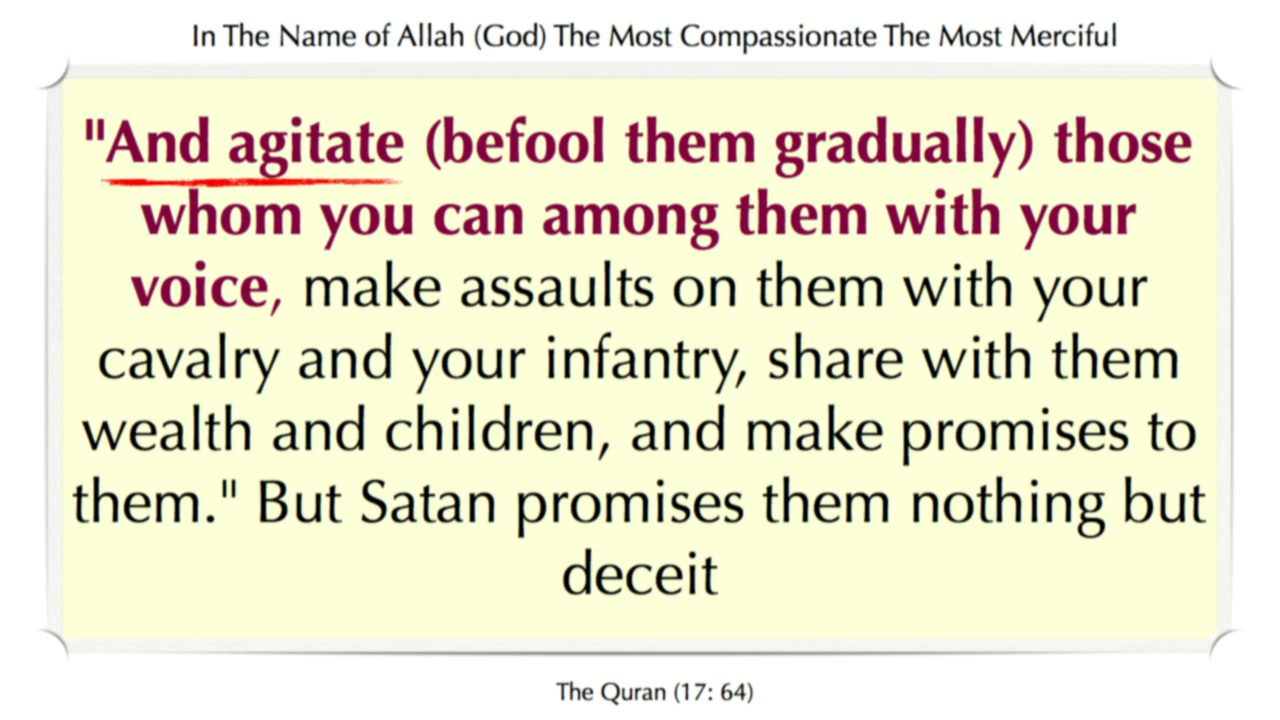 In The Name of Allah (God) The Most Compassionate The Most Merciful
"And agitate (befool them gradually) those
whom you can among them with your
voice, make assaults on them with your
cavalry and your infantry, share with them
wealth and children, and make promises to
them." But Satan promises them nothing but
deceit
The Quran (17: 64)